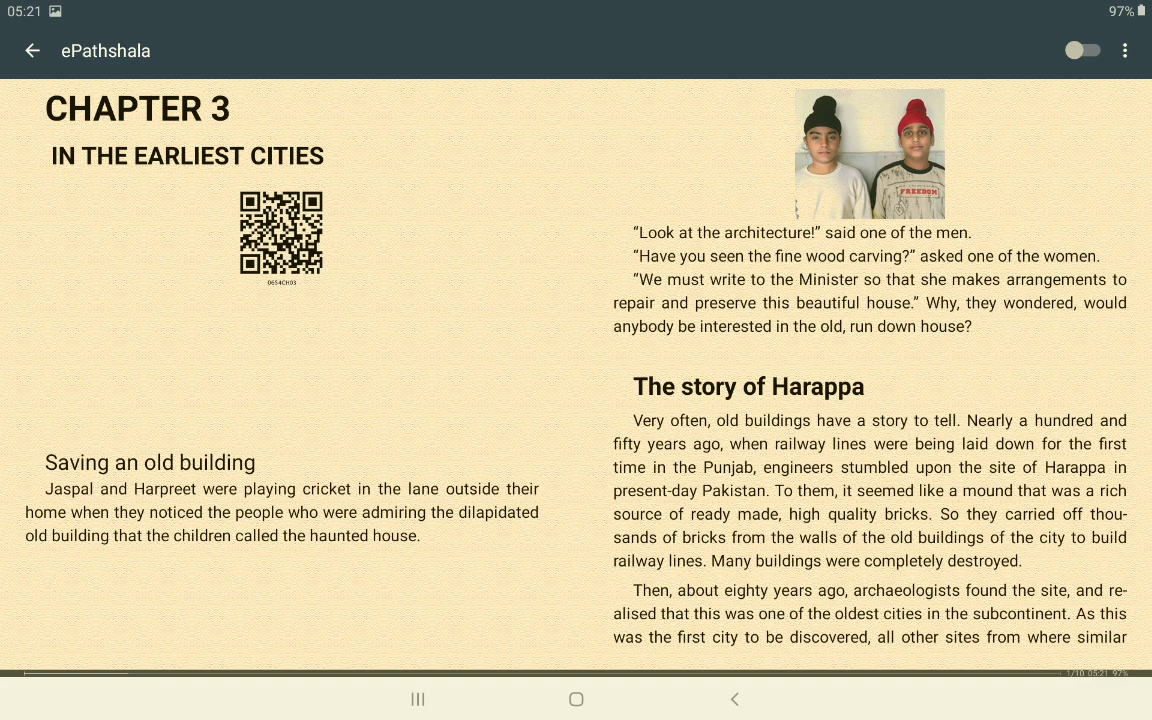 05:21
97%
ePathshala
CHAPTER 3
IN THE EARLIEST CITIES
0654CH03
Saving an old building
Jaspal and Harpreet were playing cricket in the lane outside their
home when they noticed the people who were admiring the dilapidated
old building that the children called the haunted house.
FREEDOM
“Look at the architecture!” said one of the men.
“Have you seen the fine wood carving?” asked one of the women.
“We must write to the Minister so that she makes arrangements to
repair and preserve this beautiful house.” Why, they wondered, would
anybody be interested in the old, run down house?
The story of Harappa
Very often, old buildings have a story to tell. Nearly a hundred and
fifty years ago, when railway lines were being laid down for the first
time in the Punjab, engineers stumbled upon the site of Harappa in
present-day Pakistan. To them, it seemed like a mound that was a rich
source of ready made, high quality bricks. So they carried off thou-
sands of bricks from the walls of the old buildings of the city to build
railway lines. Many buildings were completely destroyed.
Then, about eighty years ago, archaeologists found the site, and re-
alised that this was one of the oldest cities in the subcontinent. As this
was the first city to be discovered, all other sites from where similar
1/10 05:21 97%